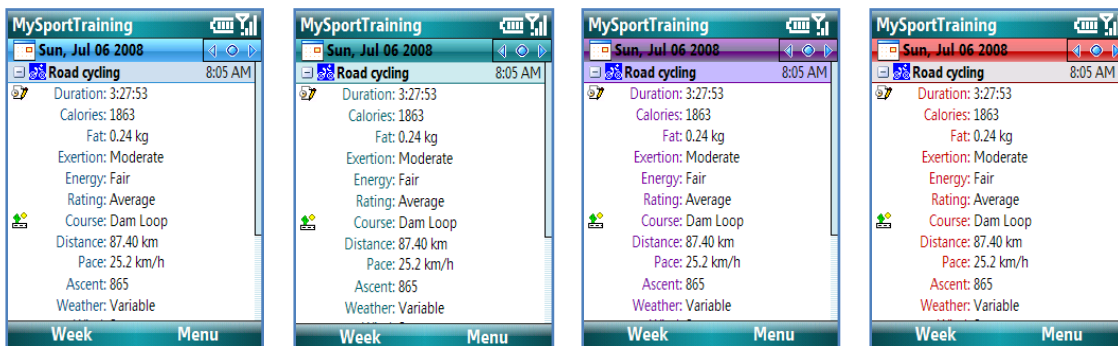 MySportTraining
Sun, Jul 06 2008
Road cycling 8:05 AM
Duration: 3:27:53
Calories: 1863
Fat: 0.24 kg
Exertion: Moderate
Energy: Fair
Rating: Average
Course: Dam Loop
Distance: 87.40 km
Pace: 25.2 km/h
Ascent: 865
Weather: Variable
Week Menu
MySportTraining
Sun, Jul 06 2008
Road cycling 8:05 AM
Duration: 3:27:53
Calories: 1863
Fat: 0.24 kg
Exertion: Moderate
Energy: Fair
Rating: Average
Course: Dam Loop
Distance: 87.40 km
Pace: 25.2 km/h
Ascent: 865
Weather: Variable
Week Menu
MySportTraining
Sun, Jul 06 2008
Road cycling 8:05 AM
Duration: 3:27:53
Calories: 1863
Fat: 0.24 kg
Exertion: Moderate
Energy: Fair
Rating: Average
Course: Dam Loop
Distance: 87.40 km
Pace: 25.2 km/h
Ascent: 865
Weather: Variable
Week Menu
MySportTraining
Sun, Jul 06 2008
Road cycling 8:05 AM
Duration: 3:27:53
Calories: 1863
Fat: 0.24 kg
Exertion: Moderate
Energy: Fair
Rating: Average
Course: Dam Loop
Distance: 87.40 km
Pace: 25.2 km/h
Ascent: 865
Weather: Variable
Week Menu